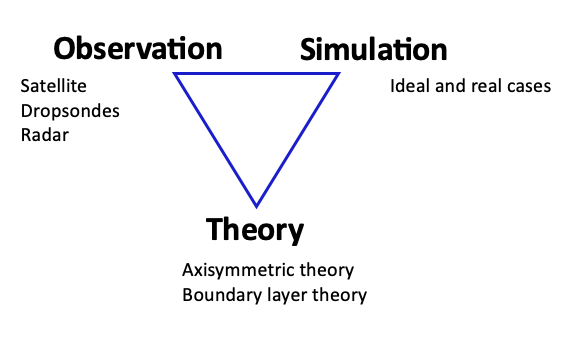 Observation
Simulation
Satellite
Dropsondes
Radar
Ideal and real cases
Theory
Axisymmetric theory
Boundary layer theory